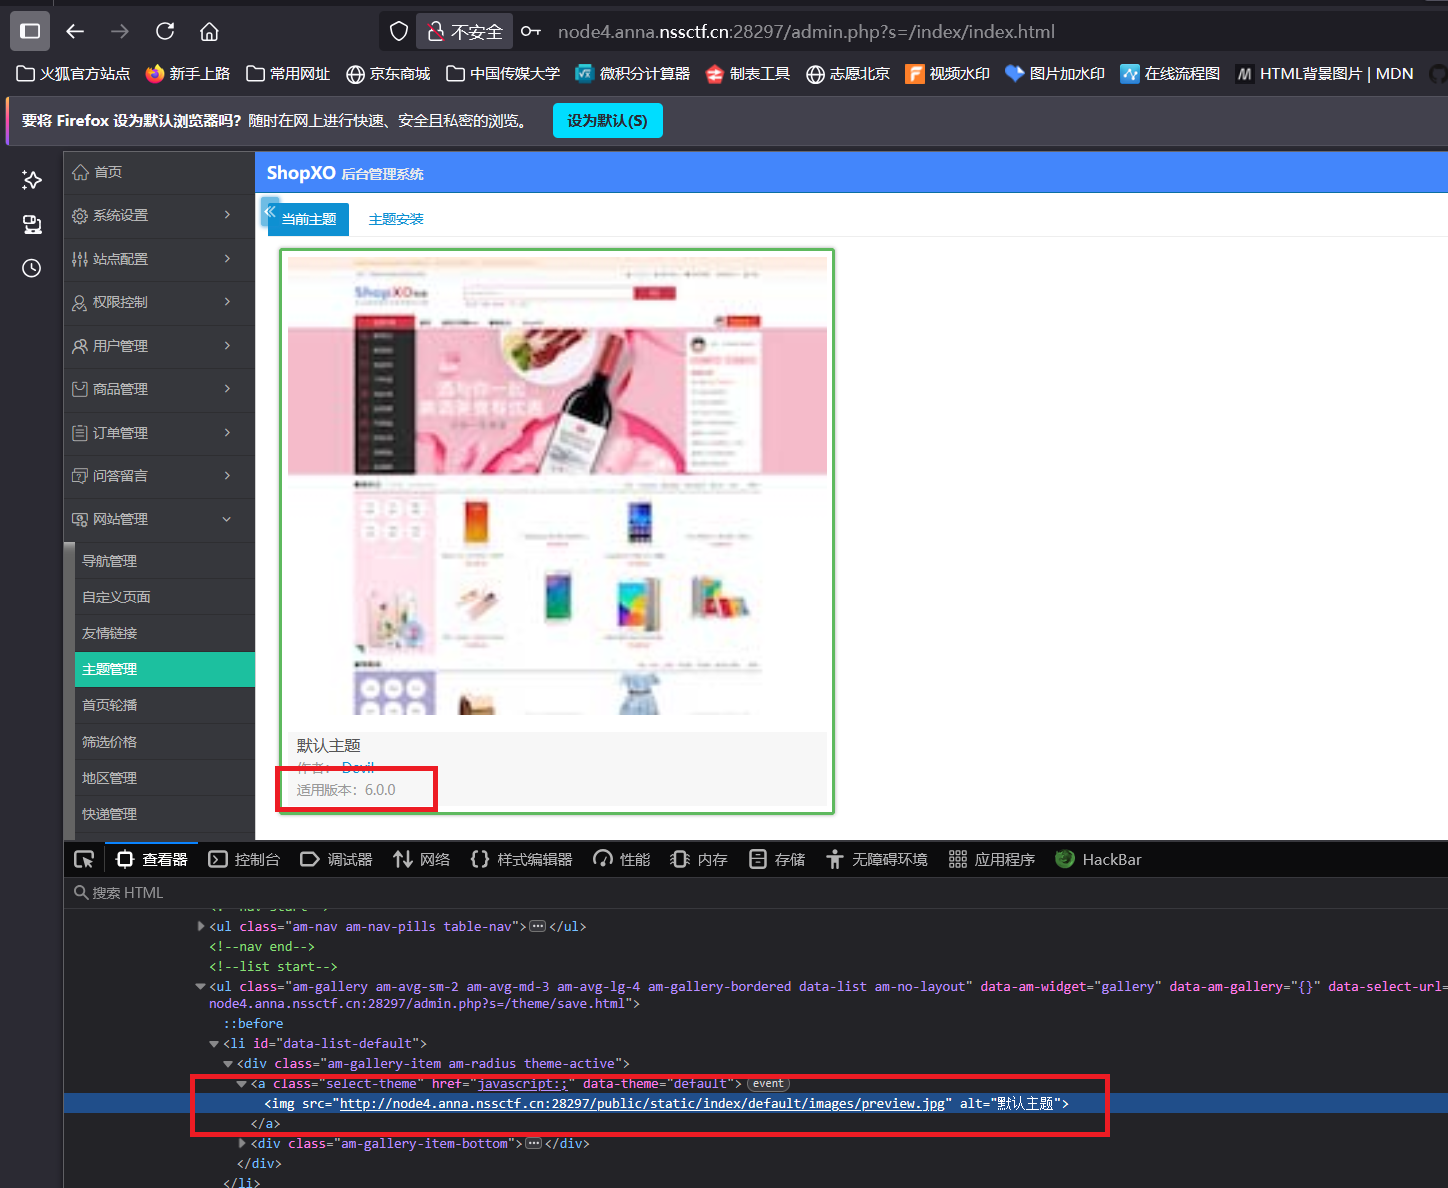 不安全
node4.anna.nssctf.cn:28297/admin.php?s=/index/index.html
火狐官方站点 新手上路 常用网址 京东商城 中国传媒大学 微积分计算器 制表工具 志愿北京 视频水印 图片加水印 在线流程图 HTML背景图片 | MDN
要将 Firefox 设为默认浏览器吗? 随时在网上进行快速、安全且私密的浏览。 设为默认(S)
首页
ShopXO 后台管理系统
系统设置
当前主题 主题安装
站点配置
权限控制
用户管理
商品管理
订单管理
问答留言
网站管理
导航管理
自定义页面
友情链接
主题管理
首页轮播
筛选价格
地区管理
快递管理
ShopXO
默认主题
作者： Devil
适用版本：6.0.0
查看器 控制台 调试器 网络 样式编辑器 性能 内存 存储 无障碍环境 应用程序 HackBar
搜索 HTML
<!--nav start-->
<ul class="am-nav am-nav-pills table-nav"></ul>
<!--nav end-->
<!--list start-->
<ul class="am-gallery am-avg-sm-2 am-avg-md-3 am-avg-lg-4 am-gallery-bordered data-list am-no-layout" data-am-widget="gallery" data-am-gallery="{}" data-select-url=
node4.anna.nssctf.cn:28297/admin.php?s=/theme/save.html">
::before
<li id="data-list-default">
<div class="am-gallery-item am-radius theme-active">
<a class="select-theme" href="javascript:;" data-theme="default"> event
<img src="http://node4.anna.nssctf.cn:28297/public/static/index/default/images/preview.jpg" alt="默认主题">
</a>
<div class="am-gallery-item-bottom"></div>
</div>
</li>